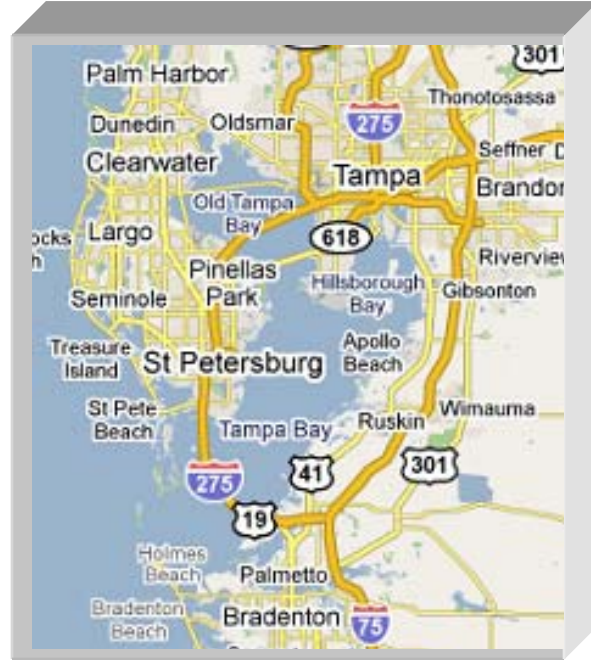 301
Palm Harbor
Thonotosassa
Dunedin
Oldsmar
275
Clearwater
Seffner
Tampa
Old Tampa
Bay
Largo
618
Pinellas
Park
Hillsborough
Bay
Gibsonton
Seminole
Treasure
Island
Apollo
Beach
St Petersburg
St Pete
Beach
Tampa Bay
Ruskin
Wimauma
41
301
275
19
Holmes
Beach
Palmetto
Bradenton
Beach
Bradenton
75